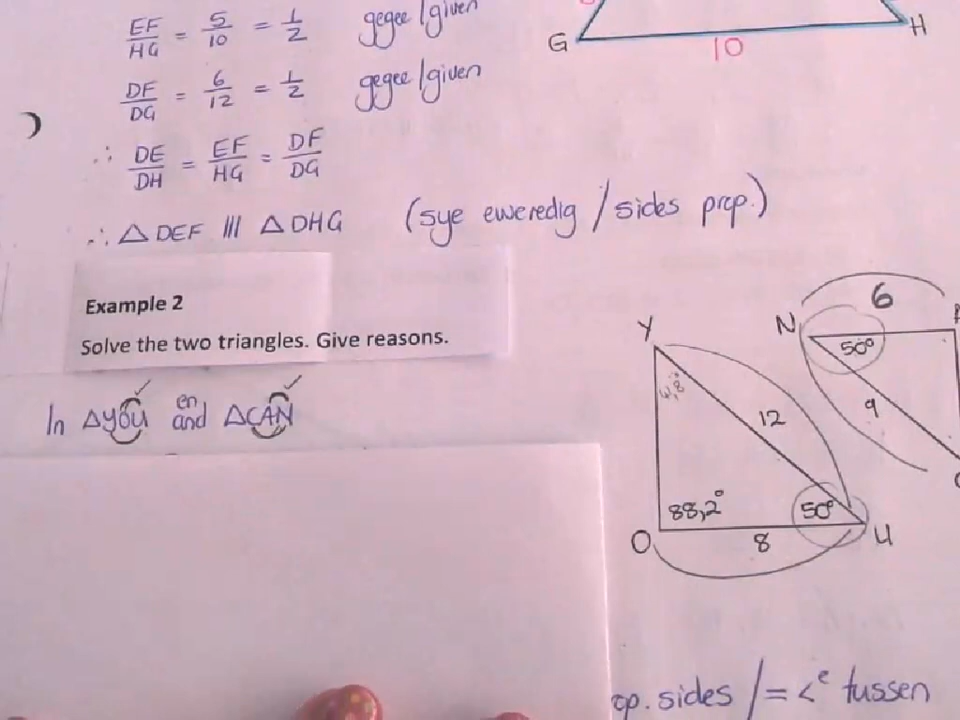 EF/HG = 5/10 = 1/2 gegee/given
DF/DG = 6/12 = 1/2 gegee/given
∴ DE/DH = EF/HG = DF/DG
∴ △DEF ||| △DHG (sye eweredig / sides prop.)
G
10
H
Example 2
Solve the two triangles. Give reasons.
In △YOU en and △CAN
Y
12
88,2°
50°
O
8
U
6
N
50°
9
op. sides / = <e tussen